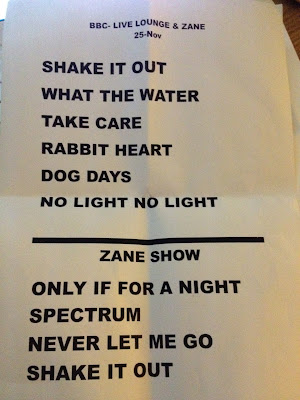 BBC- LIVE LOUNGE & ZANE
25-Nov
SHAKE IT OUT
WHAT THE WATER
TAKE CARE
RABBIT HEART
DOG DAYS
NO LIGHT NO LIGHT
ZANE SHOW
ONLY IF FOR A NIGHT
SPECTRUM
NEVER LET ME GO
SHAKE IT OUT